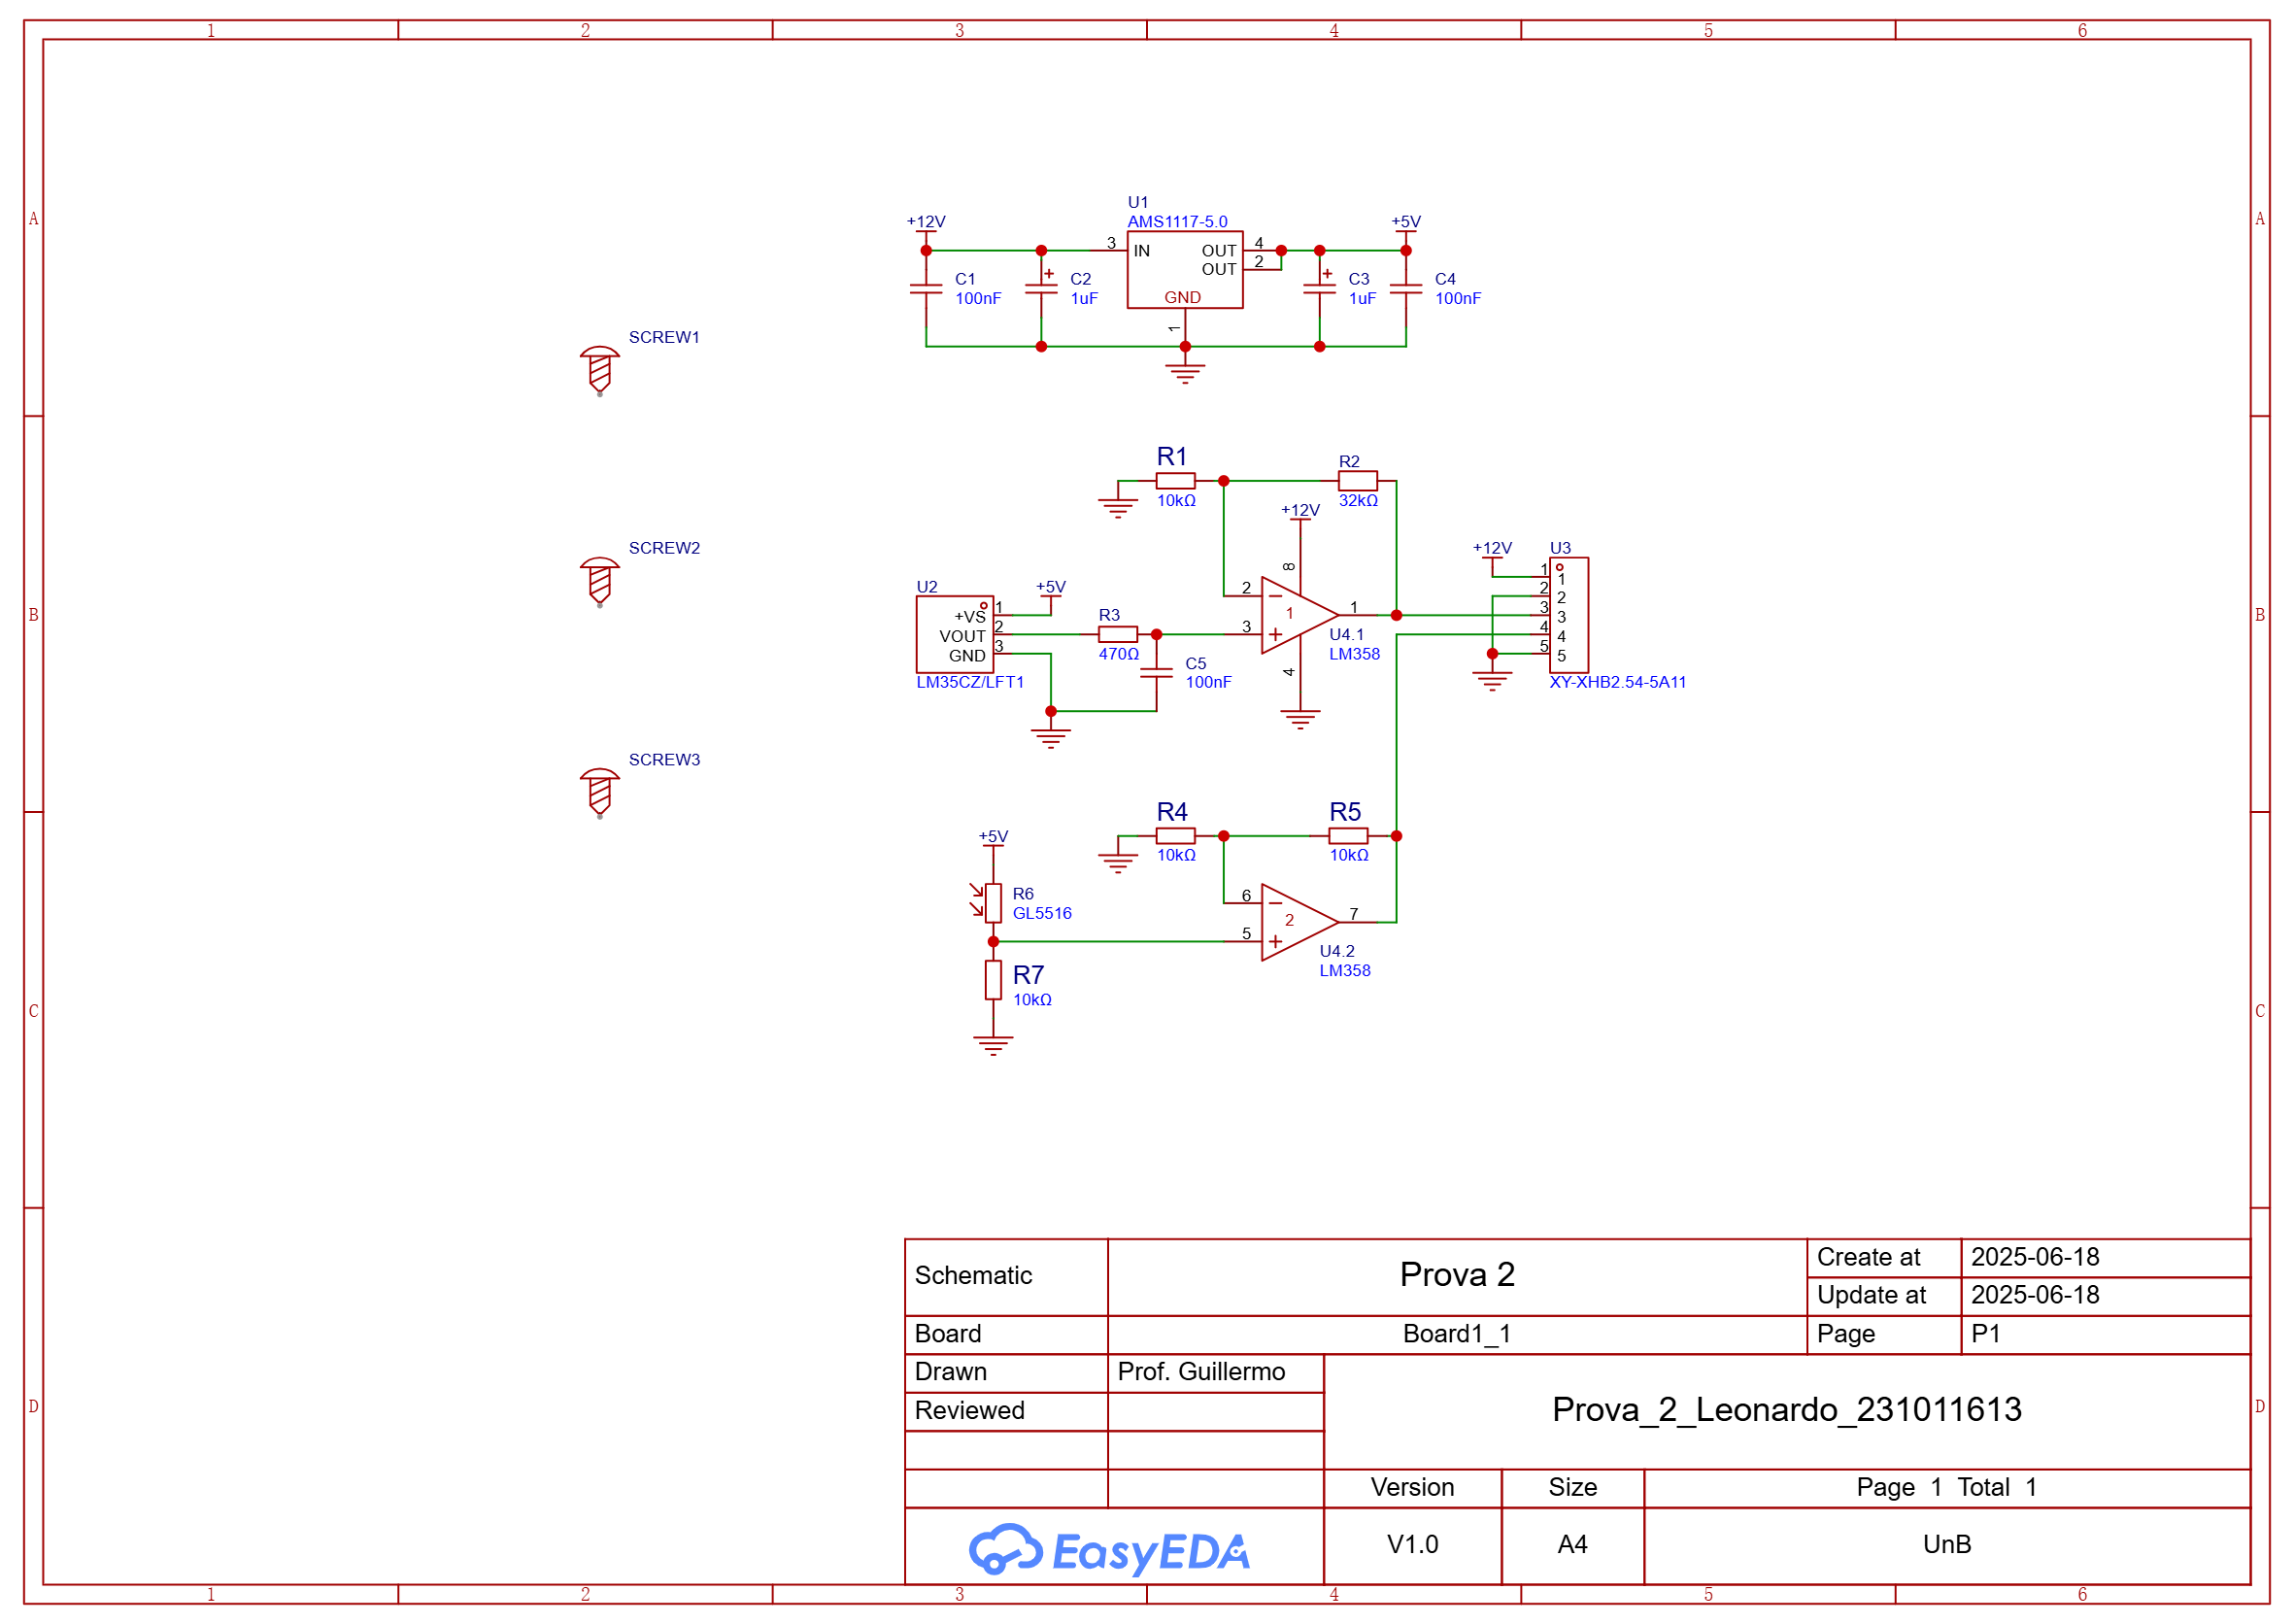 1 2 3 4 5 6
A A
U1
AMS1117-5.0
+12V
+5V
3 IN OUT 4
OUT 2
GND
1
C1
100nF
C2
1uF
C3
1uF
C4
100nF
SCREW1
R1
10kΩ
R2
32kΩ
+12V
8
SCREW2
+12V
U3
1 1
2 2
3 3
4 4
5 5
XY-XHB2.54-5A11
U2
+5V
+VS 1
VOUT 2
GND 3
LM35CZ/LFT1
R3
470Ω
C5
100nF
2
3
1
1
4
U4.1
LM358
B B
SCREW3
R4
10kΩ
R5
10kΩ
+5V
R6
GL5516
R7
10kΩ
6
5
2
7
U4.2
LM358
C C
Schematic
Prova 2
Create at 2025-06-18
Update at 2025-06-18
Board Board1_1 Page P1
Drawn Prof. Guillermo
Reviewed
Prova_2_Leonardo_231011613
Version Size Page 1 Total 1
EasyEDA V1.0 A4 UnB
D D
1 2 3 4 5 6